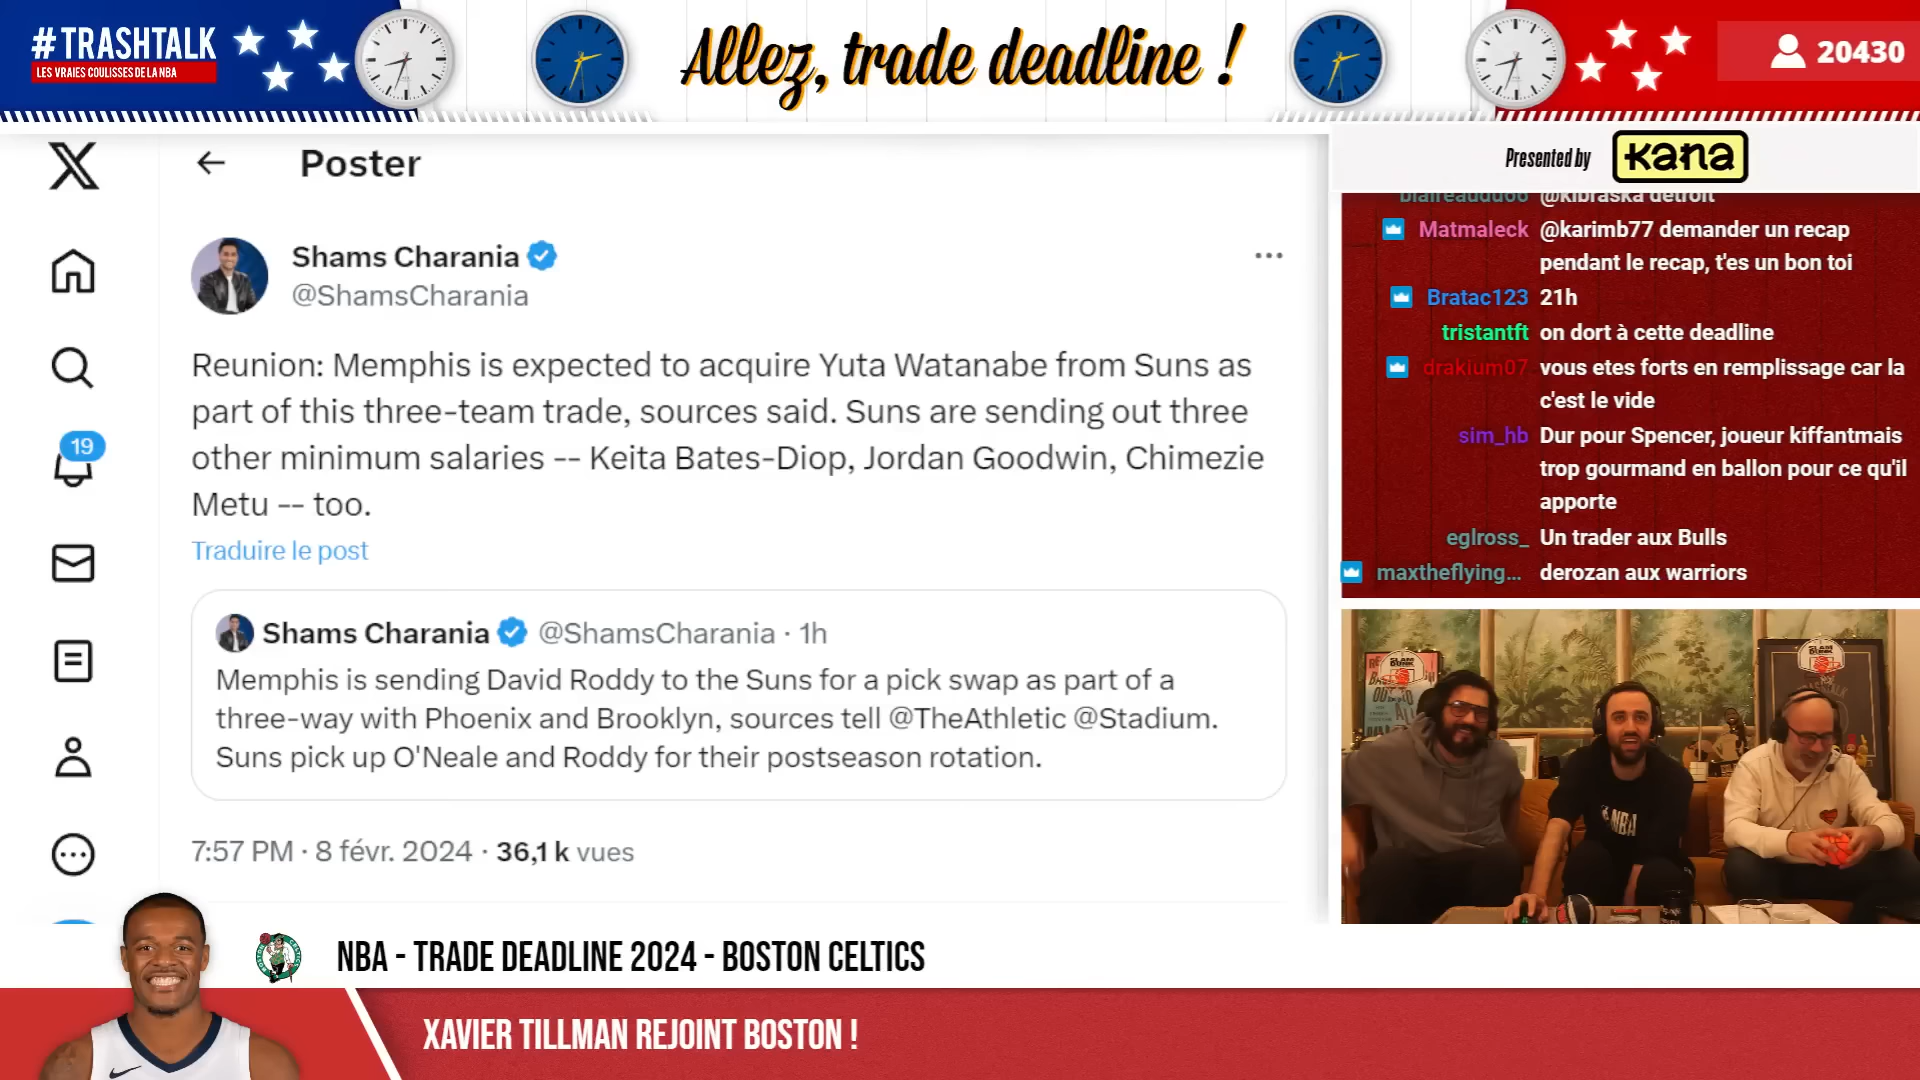 #TRASHTALK
LES VRAIES COULISSES DE LA NBA
Allez, trade deadline !
20430
Presented by
kana
Poster
Shams Charania
@ShamsCharania
Reunion: Memphis is expected to acquire Yuta Watanabe from Suns as
part of this three-team trade, sources said. Suns are sending out three
other minimum salaries -- Keita Bates-Diop, Jordan Goodwin, Chimezie
Metu -- too.
Traduire le post
Shams Charania @ShamsCharania · 1h
Memphis is sending David Roddy to the Suns for a pick swap as part of a
three-way with Phoenix and Brooklyn, sources tell @TheAthletic @Stadium.
Suns pick up O'Neale and Roddy for their postseason rotation.
7:57 PM · 8 févr. 2024 · 36,1 k vues
19
@kibraska detroit
Matmaleck @karimb77 demander un recap
pendant le recap, t'es un bon toi
Bratac123 21h
tristantft on dort à cette deadline
drakium07 vous etes forts en remplissage car la
c'est le vide
sim_hb Dur pour Spencer, joueur kiffantmais
trop gourmand en ballon pour ce qu'il
apporte
eglross_ Un trader aux Bulls
maxtheflying... derozan aux warriors
SLAM
DUNK
SLAM
DUNK
NBA
NBA - TRADE DEADLINE 2024 - BOSTON CELTICS
XAVIER TILLMAN REJOINT BOSTON !